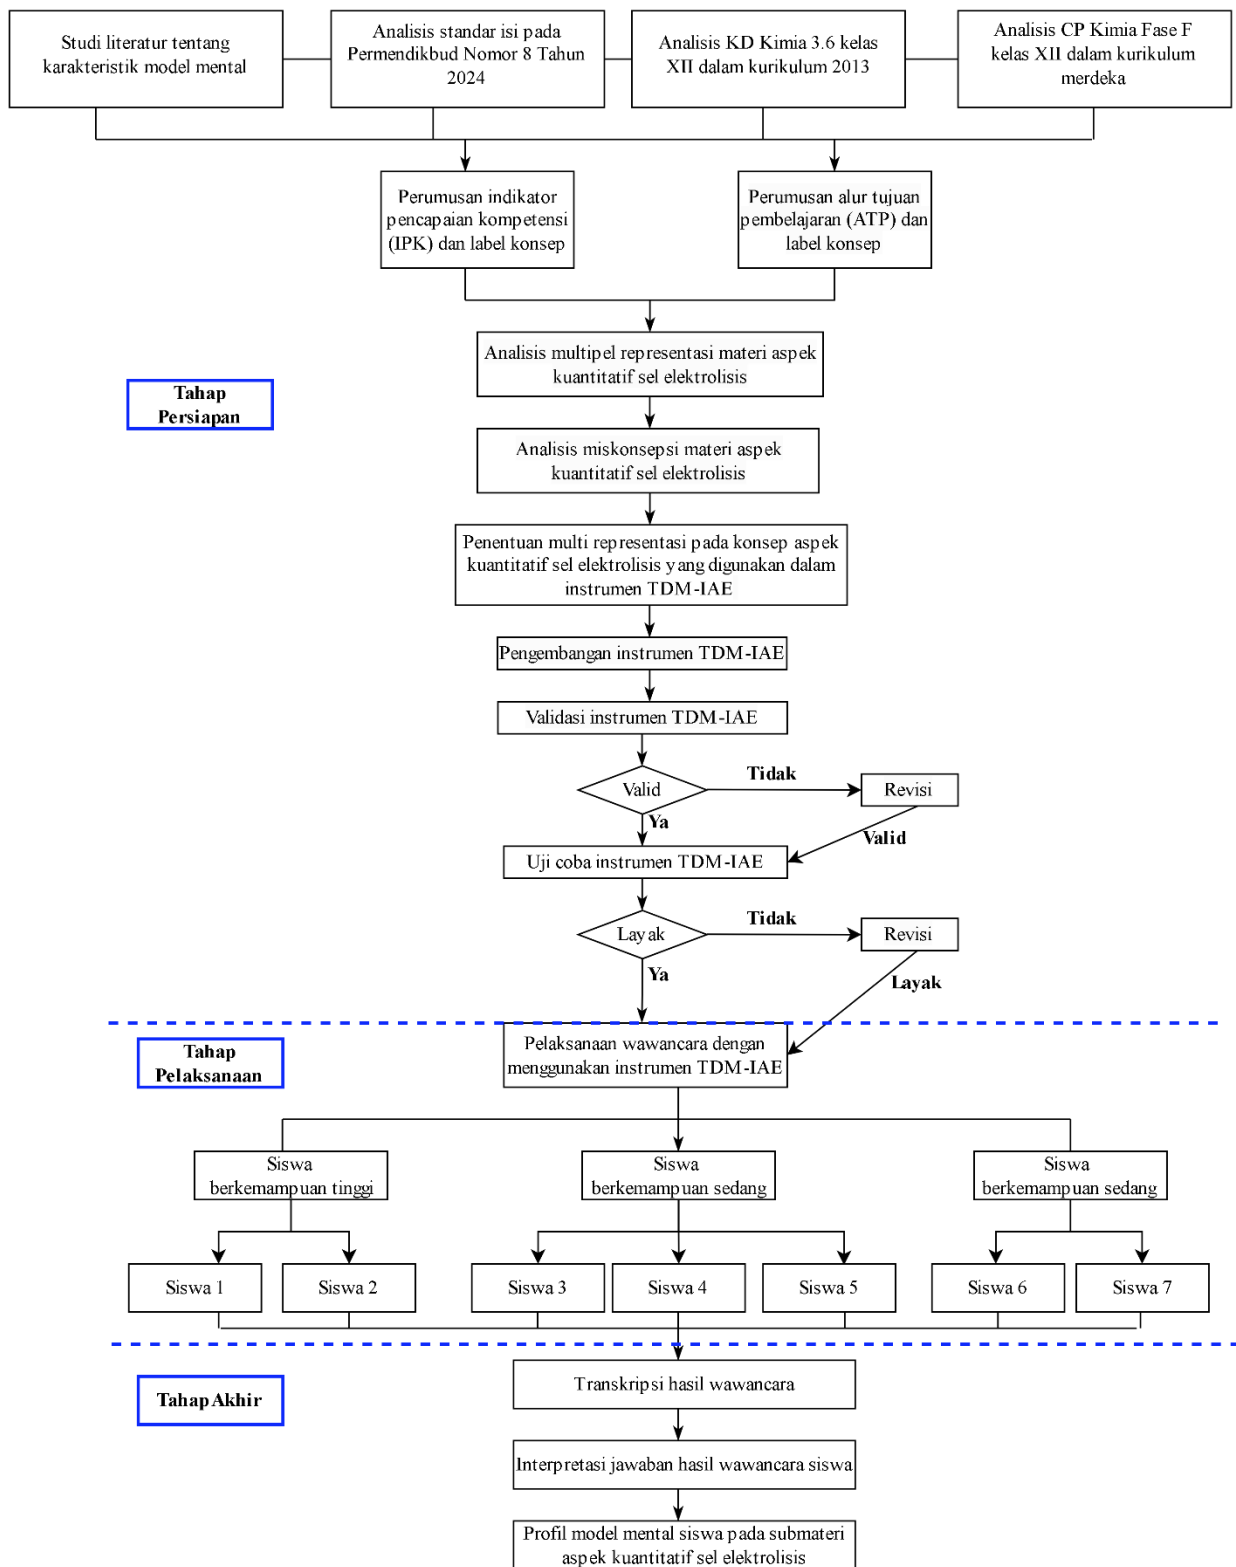 Studi literatur tentang
karakteristik model mental
Analisis standar isi pada
Permendikbud Nomor 8 Tahun
2024
Analisis KD Kimia 3.6 kelas
XII dalam kurikulum 2013
Analisis CP Kimia Fase F
kelas XII dalam kurikulum
merdeka
Perumusan indikator
pencapaian kompetensi
(IPK) dan label konsep
Perumusan alur tujuan
pembelajaran (ATP) dan
label konsep
Analisis multipel representasi materi aspek
kuantitatif sel elektrolisis
Tahap
Persiapan
Analisis miskonsepsi materi aspek
kuantitatif sel elektrolisis
Penentuan multi representasi pada konsep aspek
kuantitatif sel elektrolisis yang digunakan dalam
instrumen TDM-IAE
Pengembangan instrumen TDM-IAE
Validasi instrumen TDM-IAE
Valid
Tidak
Revisi
Ya
Valid
Uji coba instrumen TDM-IAE
Layak
Tidak
Revisi
Ya
Layak
Tahap
Pelaksanaan
Pelaksanaan wawancara dengan
menggunakan instrumen TDM-IAE
Siswa
berkemampuan tinggi
Siswa
berkemampuan sedang
Siswa
berkemampuan sedang
Siswa 1
Siswa 2
Siswa 3
Siswa 4
Siswa 5
Siswa 6
Siswa 7
Tahap Akhir
Transkripsi hasil wawancara
Interpretasi jawaban hasil wawancara siswa
Profil model mental siswa pada submateri
aspek kuantitatif sel elektrolisis